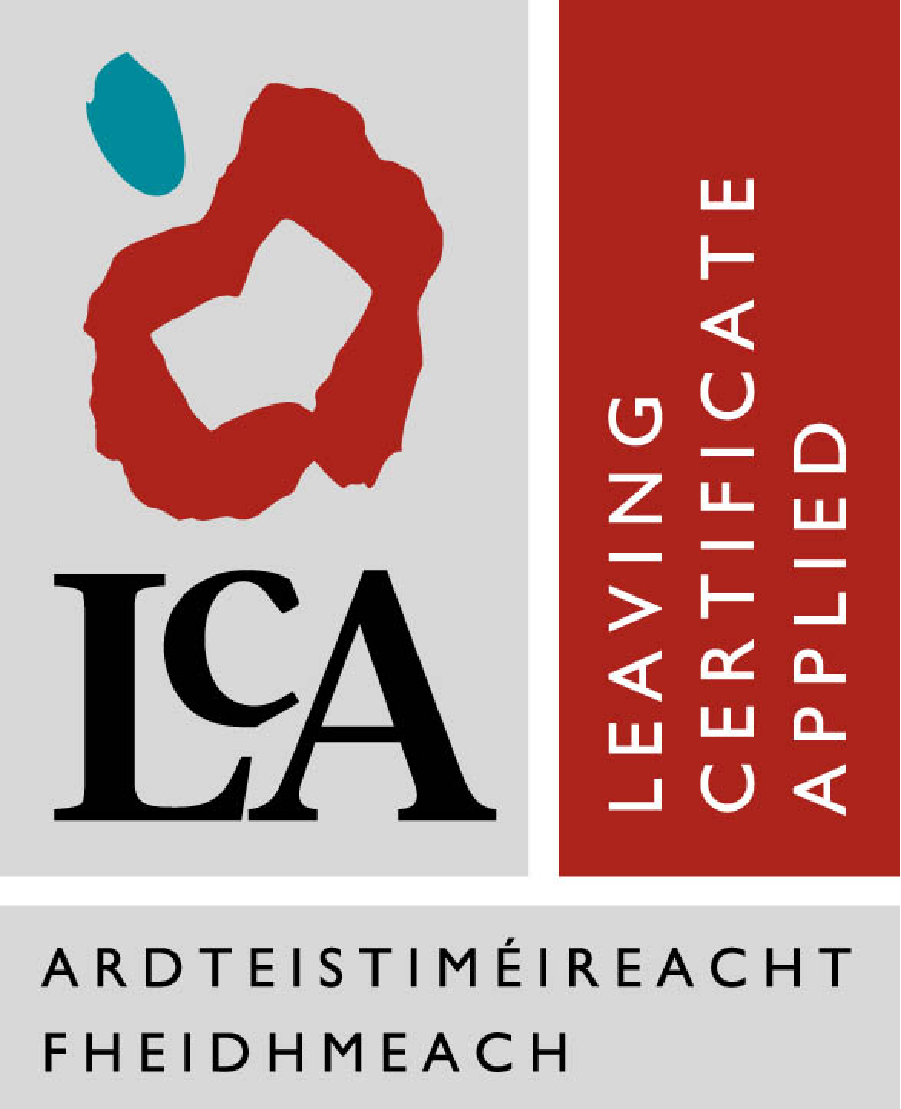 LCA
LEAVING
CERTIFICATE
APPLIED
ARDTEISTIMÉIREACHT
FHEIDHMEACH